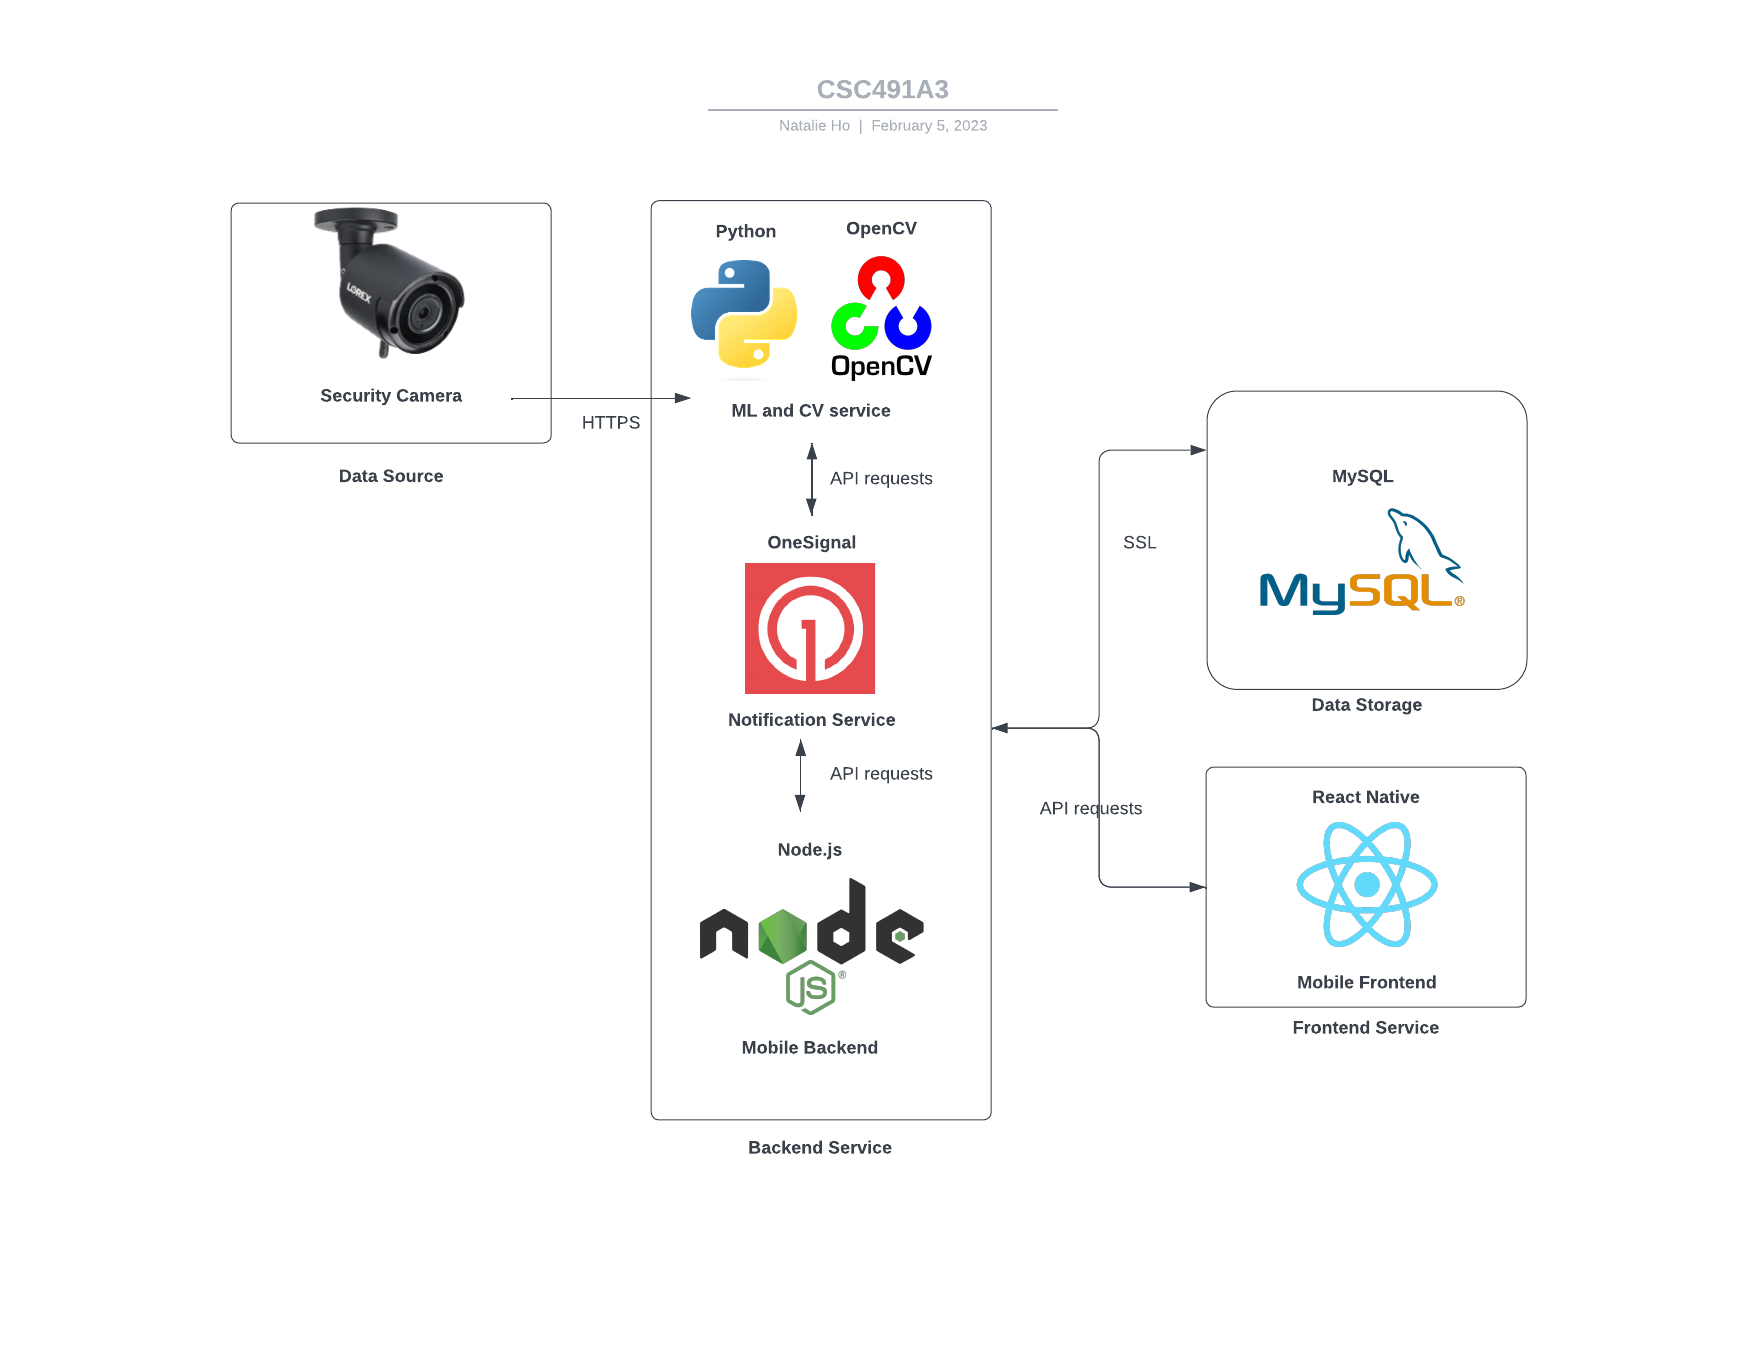 CSC491A3
Natalie Ho | February 5, 2023
LOREX
Security Camera
Data Source
HTTPS
Python
OpenCV
OpenCV
ML and CV service
API requests
OneSignal
Notification Service
API requests
Node.js
node
JS®
Mobile Backend
Backend Service
SSL
API requests
MySQL
MySQL®
Data Storage
React Native
Mobile Frontend
Frontend Service